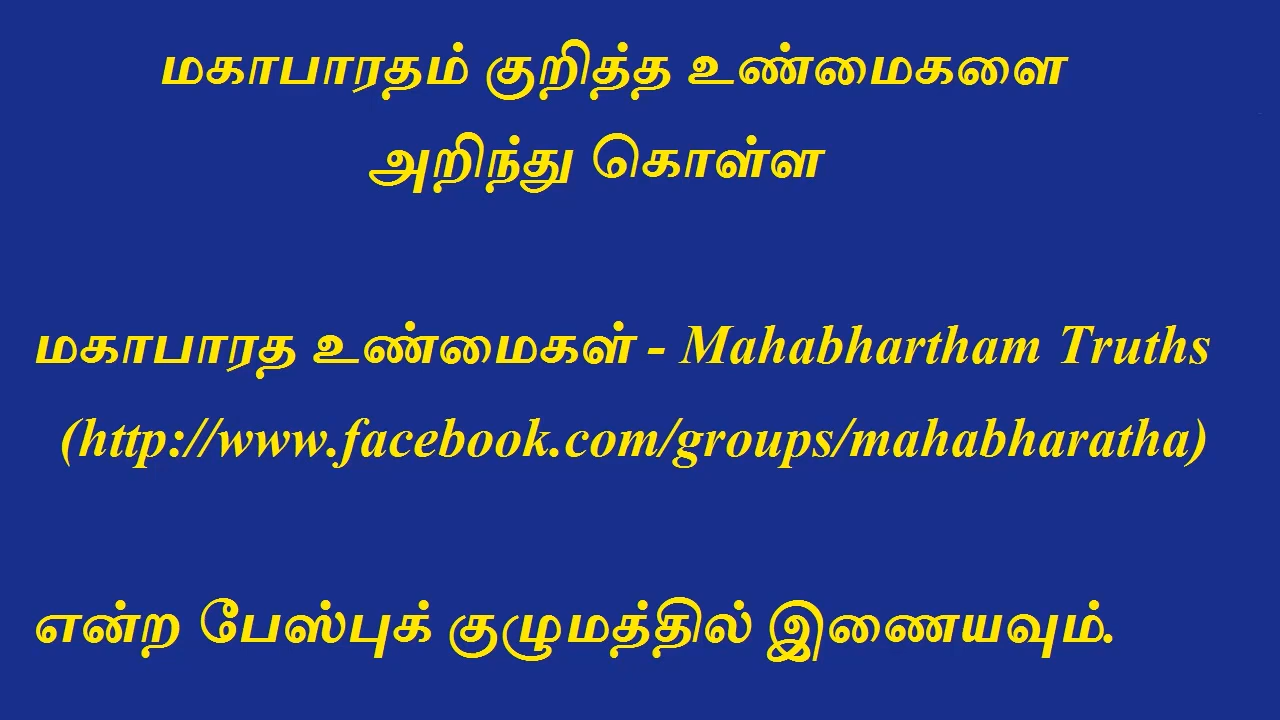 மகாபாரதம் குறித்த உண்மைகளை
அறிந்து கொள்ள
மகாபாரத உண்மைகள் - Mahabhartham Truths
(http://www.facebook.com/groups/mahabharatha)
என்ற பேஸ்புக் குழுமத்தில் இணையவும்.